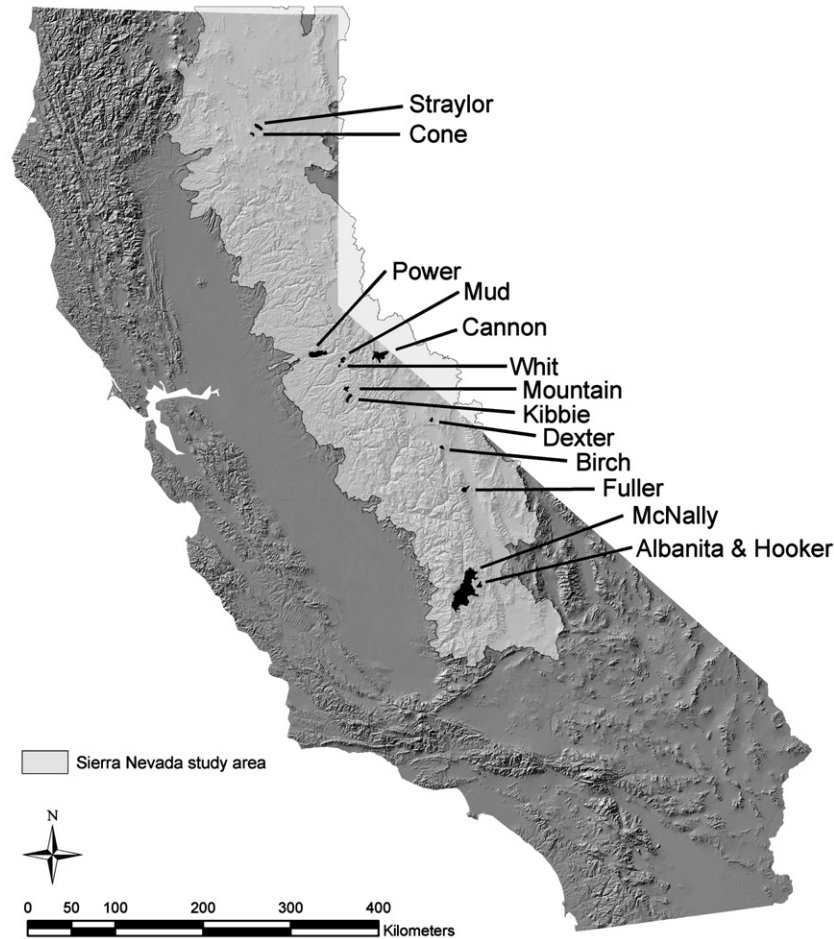 Straylor
Cone
Power
Mud
Cannon
Whit
Mountain
Kibbie
Dexter
Birch
Fuller
McNally
Albanita & Hooker
Sierra Nevada study area
N
0 50 100 200 300 400
Kilometers